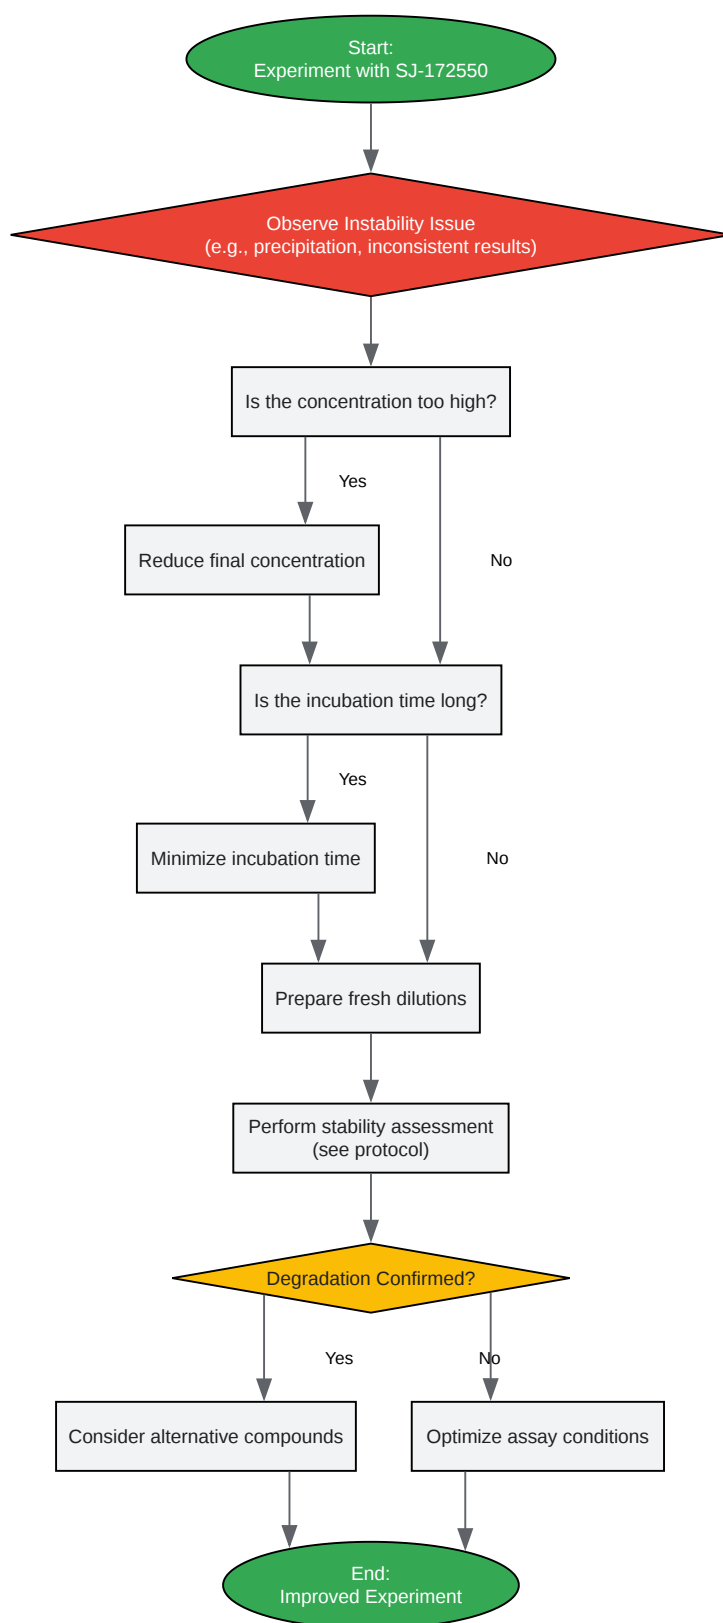 Start:
Experiment with SJ-172550
Observe Instability Issue
(e.g., precipitation, inconsistent results)
Is the concentration too high?
Yes
Reduce final concentration
No
Is the incubation time long?
Yes
Minimize incubation time
No
Prepare fresh dilutions
Perform stability assessment
(see protocol)
Degradation Confirmed?
Yes
No
Consider alternative compounds
Optimize assay conditions
End:
Improved Experiment